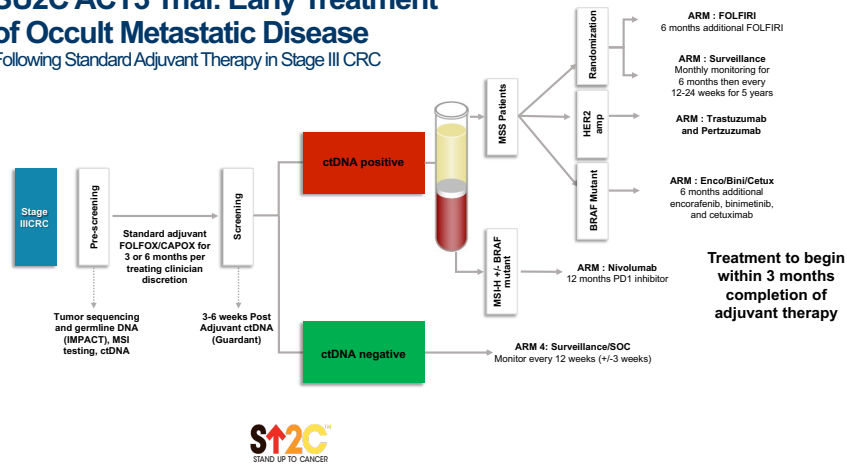 SU2C ACT3 Trial: Early Treatment
of Occult Metastatic Disease
Following Standard Adjuvant Therapy in Stage III CRC
Stage
IIICRC
Pre-screening
Standard adjuvant
FOLFOX/CAPOX for
3 or 6 months per
treating clinician
discretion
Screening
Tumor sequencing
and germline DNA
(IMPACT), MSI
testing, ctDNA
3-6 weeks Post
Adjuvant ctDNA
(Guardant)
ctDNA positive
ctDNA negative
MSS Patients
MSI-H +/- BRAF
mutant
Randomization
HER2
amp
BRAF Mutant
ARM : FOLFIRI
6 months additional FOLFIRI
ARM : Surveillance
Monthly monitoring for
6 months then every
12-24 weeks for 5 years
ARM : Trastuzumab
and Pertzuzumab
ARM : Enco/Bini/Cetux
6 months additional
encorafenib, binimetinib,
and cetuximab
ARM : Nivolumab
12 months PD1 inhibitor
ARM 4: Surveillance/SOC
Monitor every 12 weeks (+/-3 weeks)
Treatment to begin
within 3 months
completion of
adjuvant therapy
SU2C™
STAND UP TO CANCER